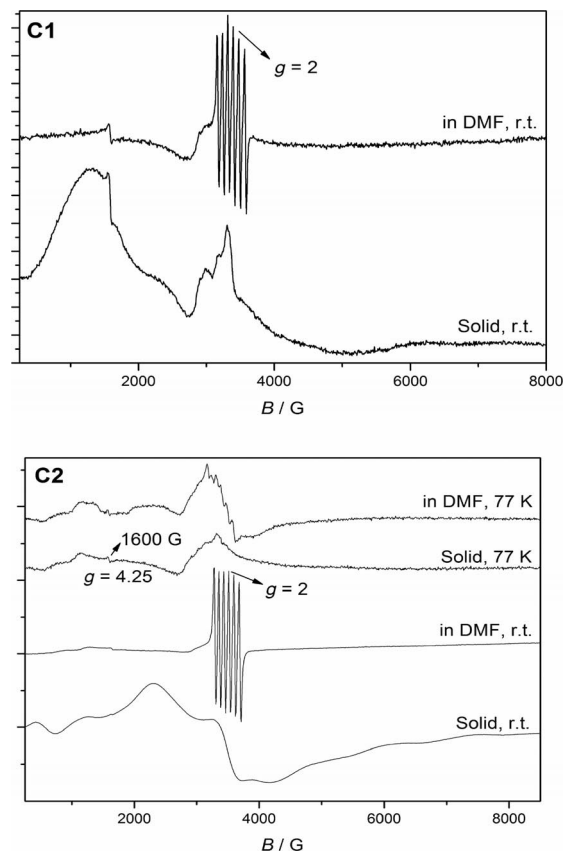 C1
g = 2
in DMF, r.t.
Solid, r.t.
2000 4000 6000 8000
B / G
C2
in DMF, 77 K
1600 G
Solid, 77 K
g = 4.25
g = 2
in DMF, r.t.
Solid, r.t.
2000 4000 6000 8000
B / G